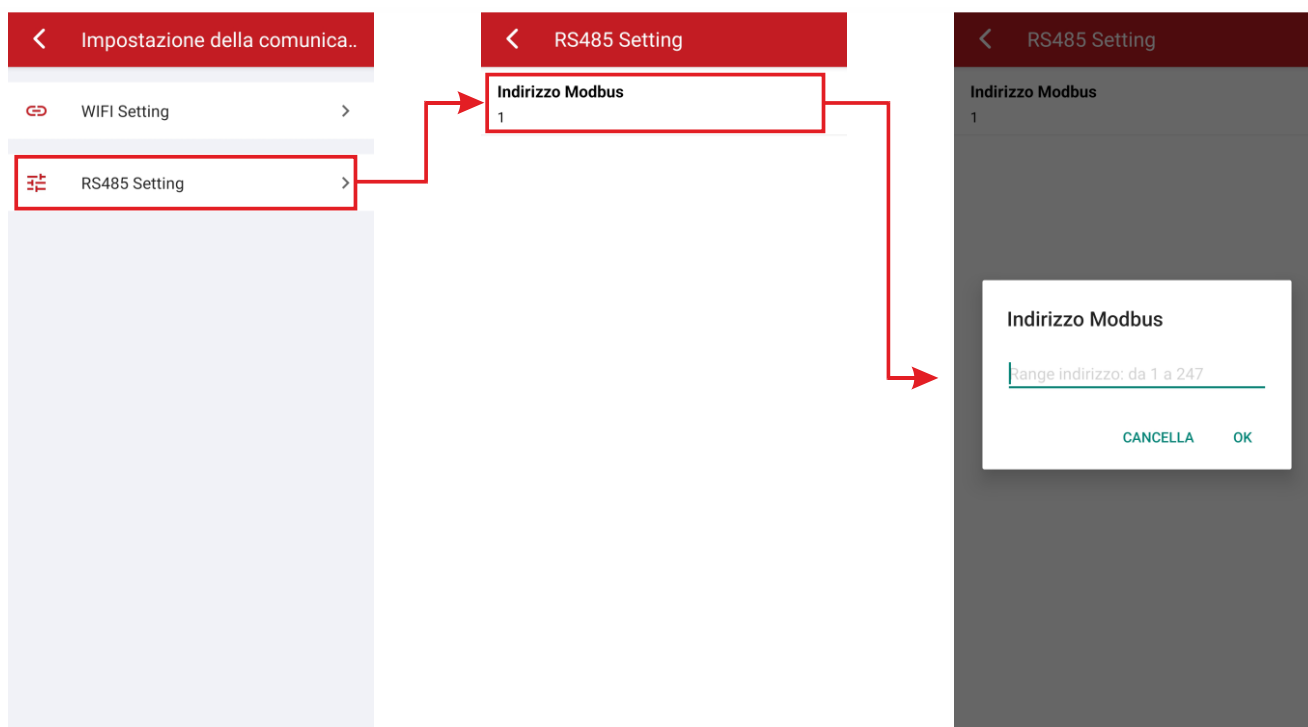 Impostazione della comunica..
WIFI Setting
RS485 Setting
RS485 Setting
Indirizzo Modbus
1
RS485 Setting
Indirizzo Modbus
1
Indirizzo Modbus
Range indirizzo: da 1 a 247
CANCELLA OK